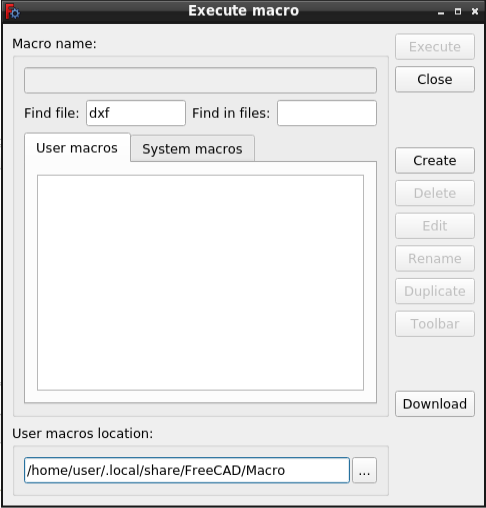 Execute macro
Macro name:
Execute
Close
Find file: dxf Find in files:
User macros System macros
Create
Delete
Edit
Rename
Duplicate
Toolbar
Download
User macros location:
/home/user/.local/share/FreeCAD/Macro ...